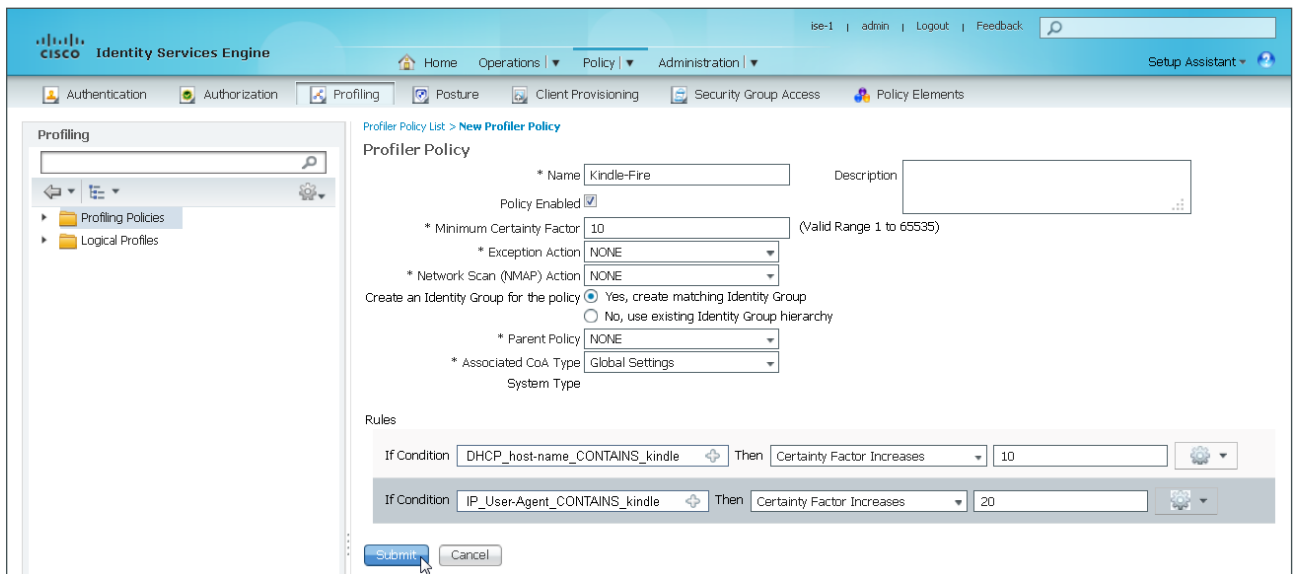 ise-1 | admin | Logout | Feedback
CISCO Identity Services Engine
Home Operations | Policy | Administration | Setup Assistant
Authentication Authorization Profiling Posture Client Provisioning Security Group Access Policy Elements
Profiling
Profiling Policies
Logical Profiles
Profiler Policy List > New Profiler Policy
Profiler Policy
* Name Kindle-Fire Description
Policy Enabled
* Minimum Certainty Factor 10 (Valid Range 1 to 65535)
* Exception Action NONE
* Network Scan (NMAP) Action NONE
Create an Identity Group for the policy Yes, create matching Identity Group
No, use existing Identity Group hierarchy
* Parent Policy NONE
* Associated CoA Type Global Settings
System Type
Rules
If Condition DHCP_host-name_CONTAINS_kindle Then Certainty Factor Increases 10
If Condition IP_User-Agent_CONTAINS_kindle Then Certainty Factor Increases 20
Submit Cancel